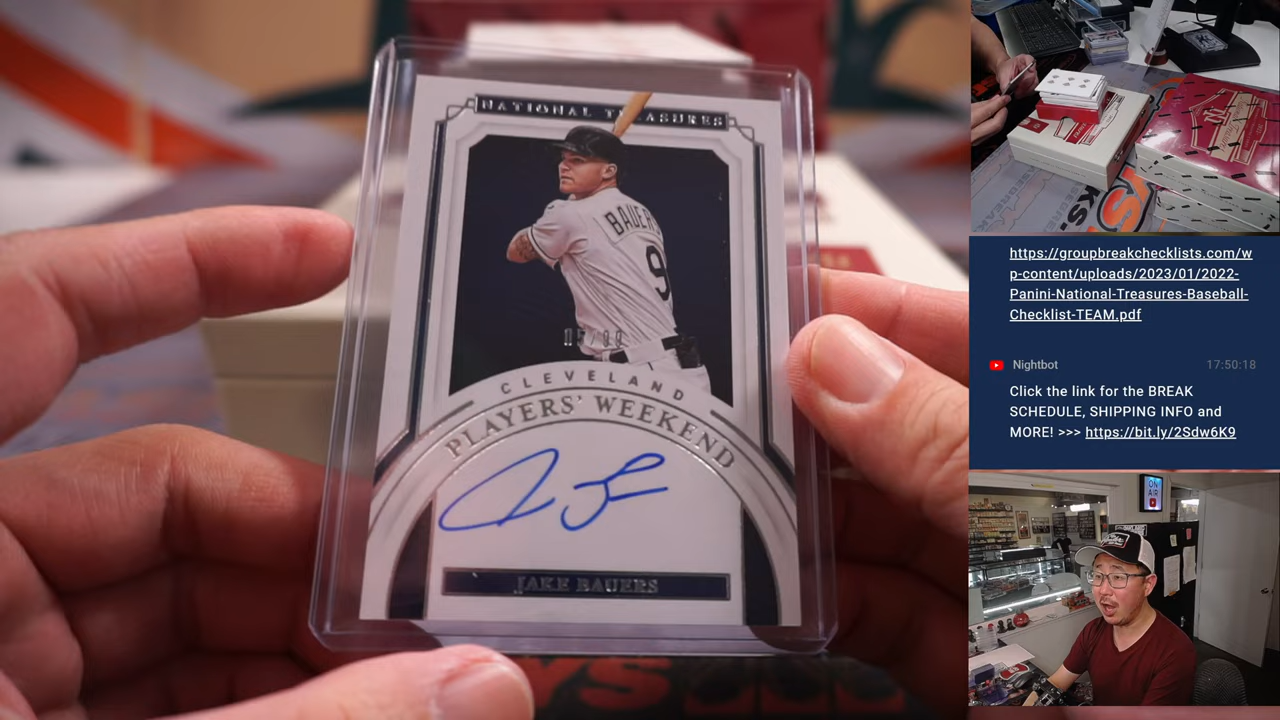 NATIONAL TREASURES
BAUERS
9
CLEVELAND
PLAYERS' WEEKEND
JAKE BAUERS
https://groupbreakchecklists.com/w
p-content/uploads/2023/01/2022-
Panini-National-Treasures-Baseball-
Checklist-TEAM.pdf
Nightbot
17:50:18
Click the link for the BREAK
SCHEDULE, SHIPPING INFO and
MORE! >>> https://bit.ly/2Sdw6K9
ON
AIR